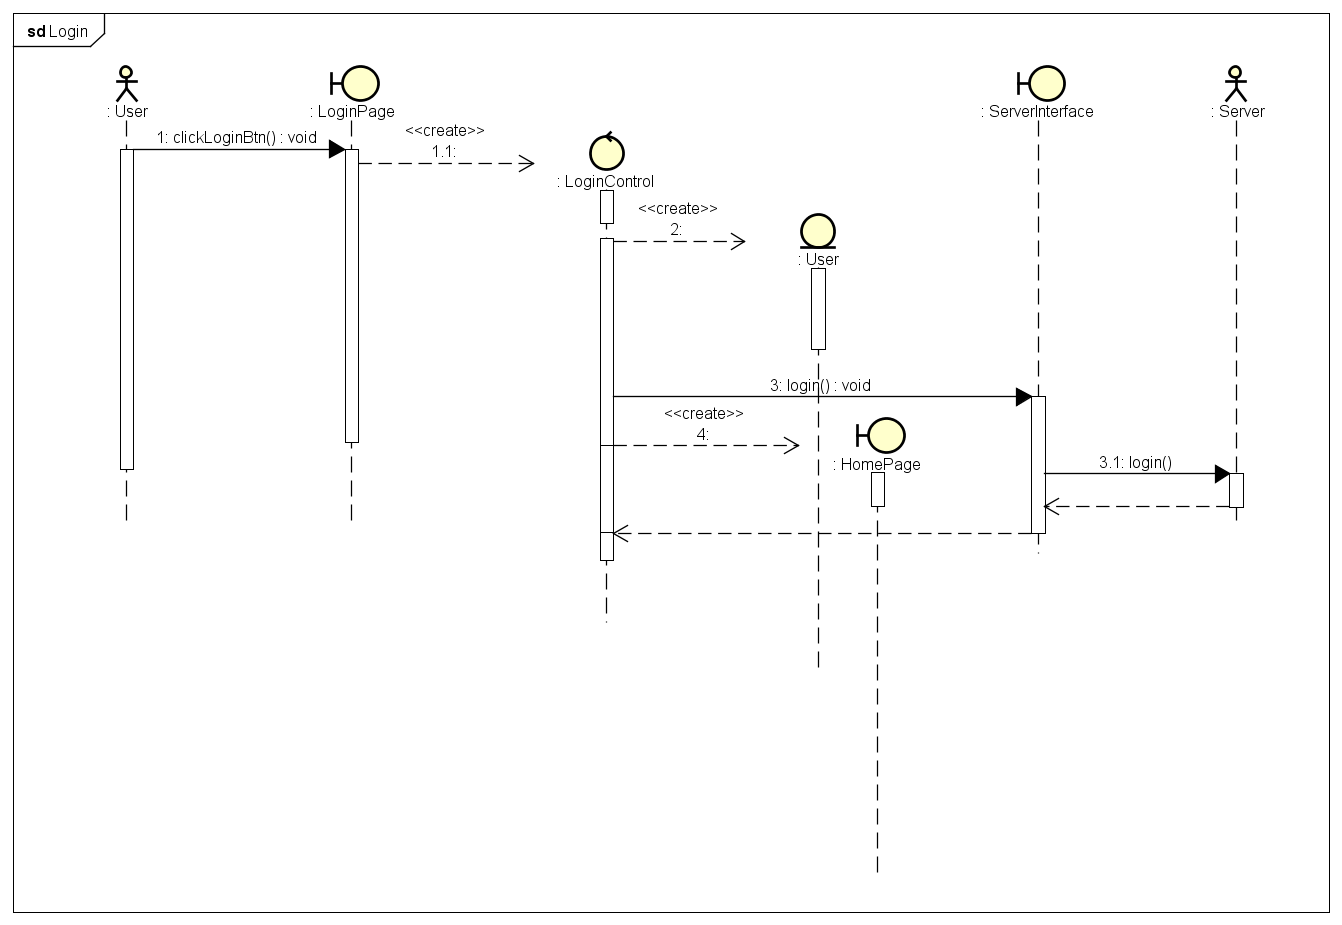 sd Login
: User
: LoginPage
: ServerInterface
: Server
1: clickLoginBtn() : void
<<create>>
1.1:
: LoginControl
<<create>>
2:
: User
3: login() : void
<<create>>
4:
: HomePage
3.1: login()